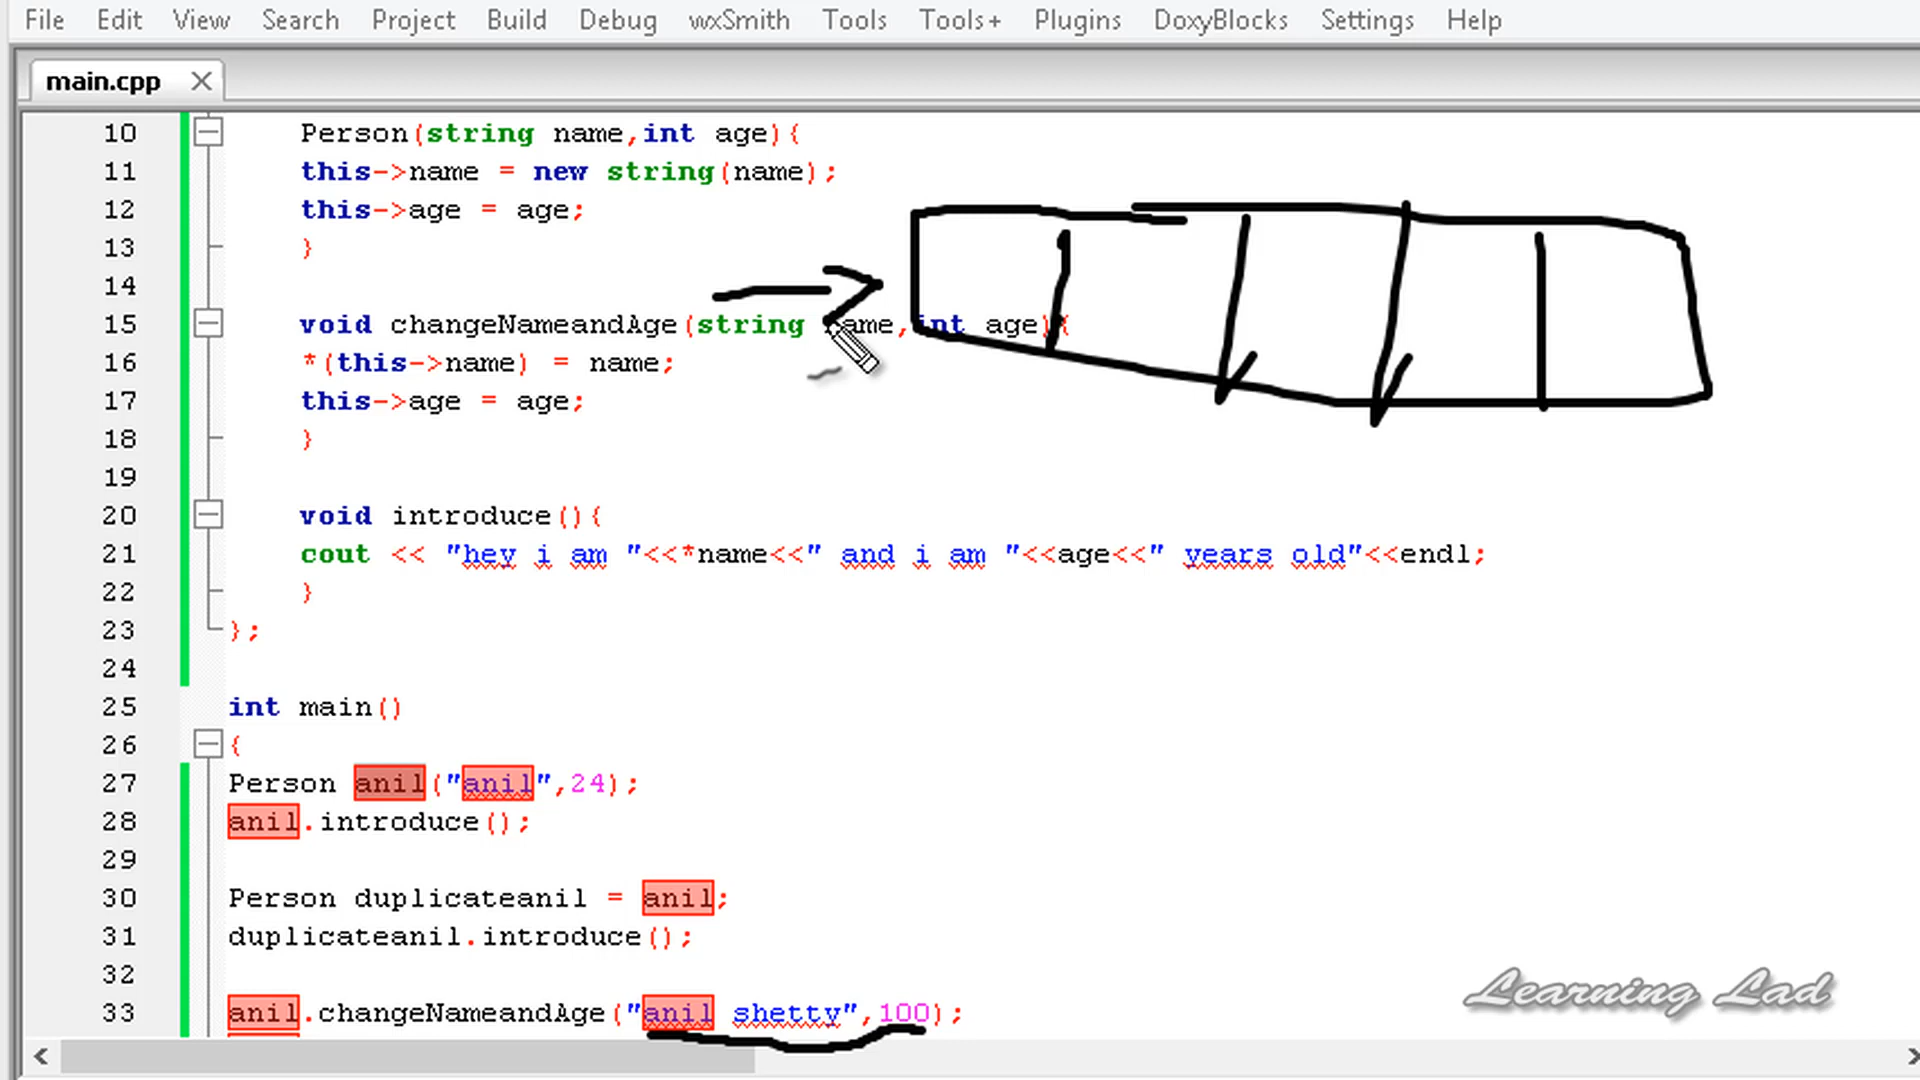 File Edit View Search Project Build Debug wxSmith Tools Tools+ Plugins DoxyBlocks Settings Help
main.cpp
10 Person(string name,int age){
11 this->name = new string(name);
12 this->age = age;
13 }
14
15 void changeNameandAge(string name,int age){
16 *(this->name) = name;
17 this->age = age;
18 }
19
20 void introduce(){
21 cout << "hey i am "<<*name<<" and i am "<<age<<" years old"<<endl;
22 }
23 };
24
25 int main()
26 {
27 Person anil("anil",24);
28 anil.introduce();
29
30 Person duplicateanil = anil;
31 duplicateanil.introduce();
32
33 anil.changeNameandAge("anil shetty",100);
Learning Lad